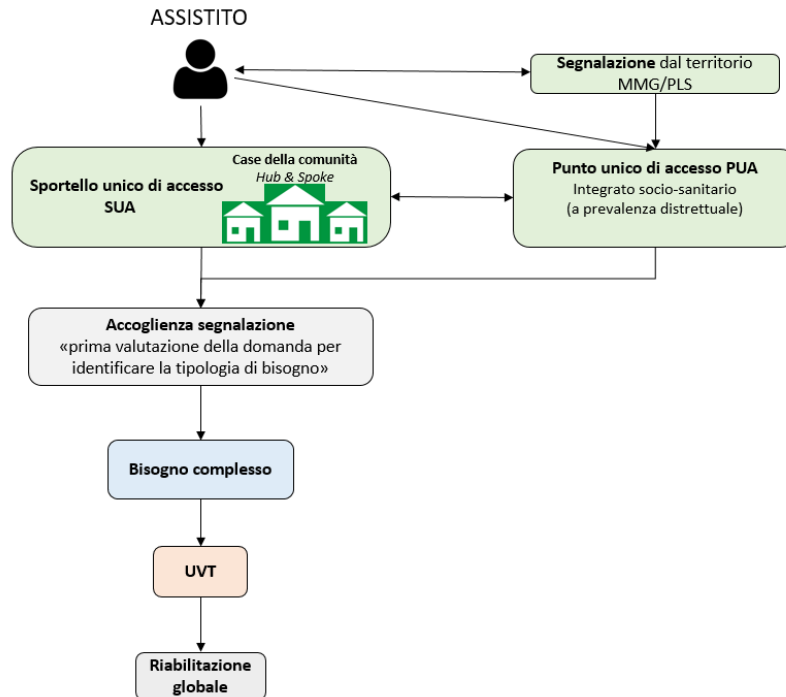 ASSISTITO
Segnalazione dal territorio
MMG/PLS
Sportello unico di accesso
SUA
Case della comunità
Hub & Spoke
Punto unico di accesso PUA
Integrato socio-sanitario
(a prevalenza distrettuale)
Accoglienza segnalazione
«prima valutazione della domanda per
identificare la tipologia di bisogno»
Bisogno complesso
UVT
Riabilitazione
globale